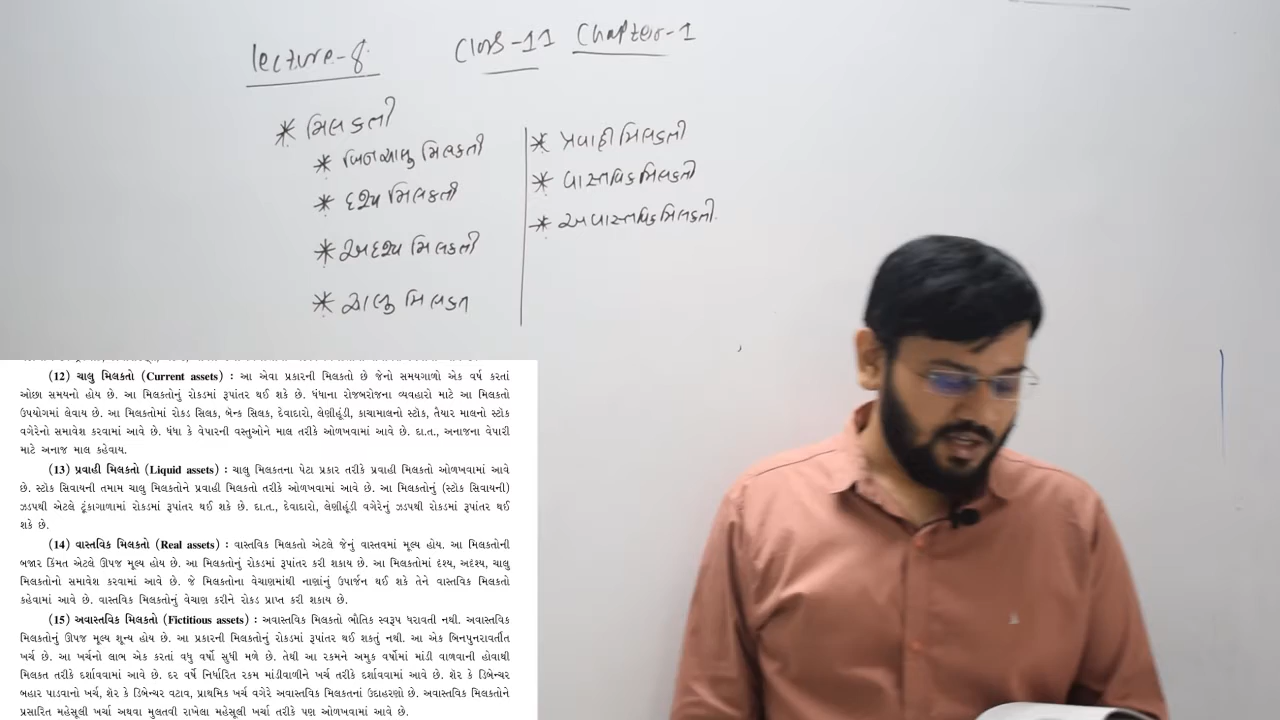 Lecture-8
Class-11 Chapter-1
* મિલકતો
* બિનચાલુ મિલકતો
* દશ્ય મિલકતો
* અદશ્ય મિલકતો
* ચાલુ મિલકત
* પ્રવાહી મિલકતો
* વાસ્તવિક મિલકતો
* અવાસ્તવિક મિલકતો.
(12) ચાલુ મિલકતો (Current assets) : આ એવા પ્રકારની મિલકતો છે જેનો સમયગાળો એક વર્ષ કરતાં
ઓછા સમયનો હોય છે. આ મિલકતોનું રોકડમાં રૂપાંતર થઈ શકે છે. ધંધાના રોજબરોજના વ્યવહારો માટે આ મિલકતો
ઉપયોગમાં લેવાય છે. આ મિલકતોમાં રોકડ સિલક, બૅન્ક સિલક, દેવાદારો, લેણીહૂંડી, કાચામાલનો સ્ટૉક, તૈયાર માલનો સ્ટૉક
વગેરેનો સમાવેશ કરવામાં આવે છે. ધંધા કે વેપારની વસ્તુઓને માલ તરીકે ઓળખવામાં આવે છે. દા.ત., અનાજના વેપારી
માટે અનાજ માલ કહેવાય.
(13) પ્રવાહી મિલકતો (Liquid assets) : ચાલુ મિલકતના પેટા પ્રકાર તરીકે પ્રવાહી મિલકતો ઓળખવામાં આવે
છે. સ્ટૉક સિવાયની તમામ ચાલુ મિલકતોને પ્રવાહી મિલકતો તરીકે ઓળખવામાં આવે છે. આ મિલકતોનું (સ્ટૉક સિવાયની)
ઝડપથી એટલે ટૂંકાગાળામાં રોકડમાં રૂપાંતર થઈ શકે છે. દા.ત., દેવાદારો, લેણીહૂંડી વગેરેનું ઝડપથી રોકડમાં રૂપાંતર થઈ
શકે છે.
(14) વાસ્તવિક મિલકતો (Real assets) : વાસ્તવિક મિલકતો એટલે જેનું વાસ્તવમાં મૂલ્ય હોય. આ મિલકતોની
બજાર કિંમત એટલે ઊપજ મૂલ્ય હોય છે. આ મિલકતોનું રોકડમાં રૂપાંતર કરી શકાય છે. આ મિલકતોમાં દશ્ય, અદશ્ય, ચાલુ
મિલકતોનો સમાવેશ કરવામાં આવે છે. જે મિલકતોના વેચાણમાંથી નાણાંનું ઉપાર્જન થઈ શકે તેને વાસ્તવિક મિલકતો
કહેવામાં આવે છે. વાસ્તવિક મિલકતોનું વેચાણ કરીને રોકડ પ્રાપ્ત કરી શકાય છે.
(15) અવાસ્તવિક મિલકતો (Fictitious assets) : અવાસ્તવિક મિલકતો ભૌતિક સ્વરૂપ ધરાવતી નથી. અવાસ્તવિક
મિલકતોનું ઊપજ મૂલ્ય શૂન્ય હોય છે. આ પ્રકારની મિલકતોનું રોકડમાં રૂપાંતર થઈ શકતું નથી. આ એક બિનપુનરાવર્તીત
ખર્ચ છે. આ ખર્ચનો લાભ એક કરતાં વધુ વર્ષો સુધી મળે છે. તેથી આ રકમને અમુક વર્ષોમાં માંડી વાળવાની હોવાથી
મિલકત તરીકે દર્શાવવામાં આવે છે. દર વર્ષે નિર્ધારિત રકમ માંડીવાળીને ખર્ચ તરીકે દર્શાવવામાં આવે છે. શેર કે ડિબેન્ચર
બહાર પાડવાનો ખર્ચ, શેર કે ડિબેન્ચર વટાવ, પ્રાથમિક ખર્ચ વગેરે અવાસ્તવિક મિલકતનાં ઉદાહરણો છે. અવાસ્તવિક મિલકતોને
પ્રસારિત મહેસૂલી ખર્ચા અથવા મુલતવી રાખેલા મહેસૂલી ખર્ચા તરીકે પણ ઓળખવામાં આવે છે.